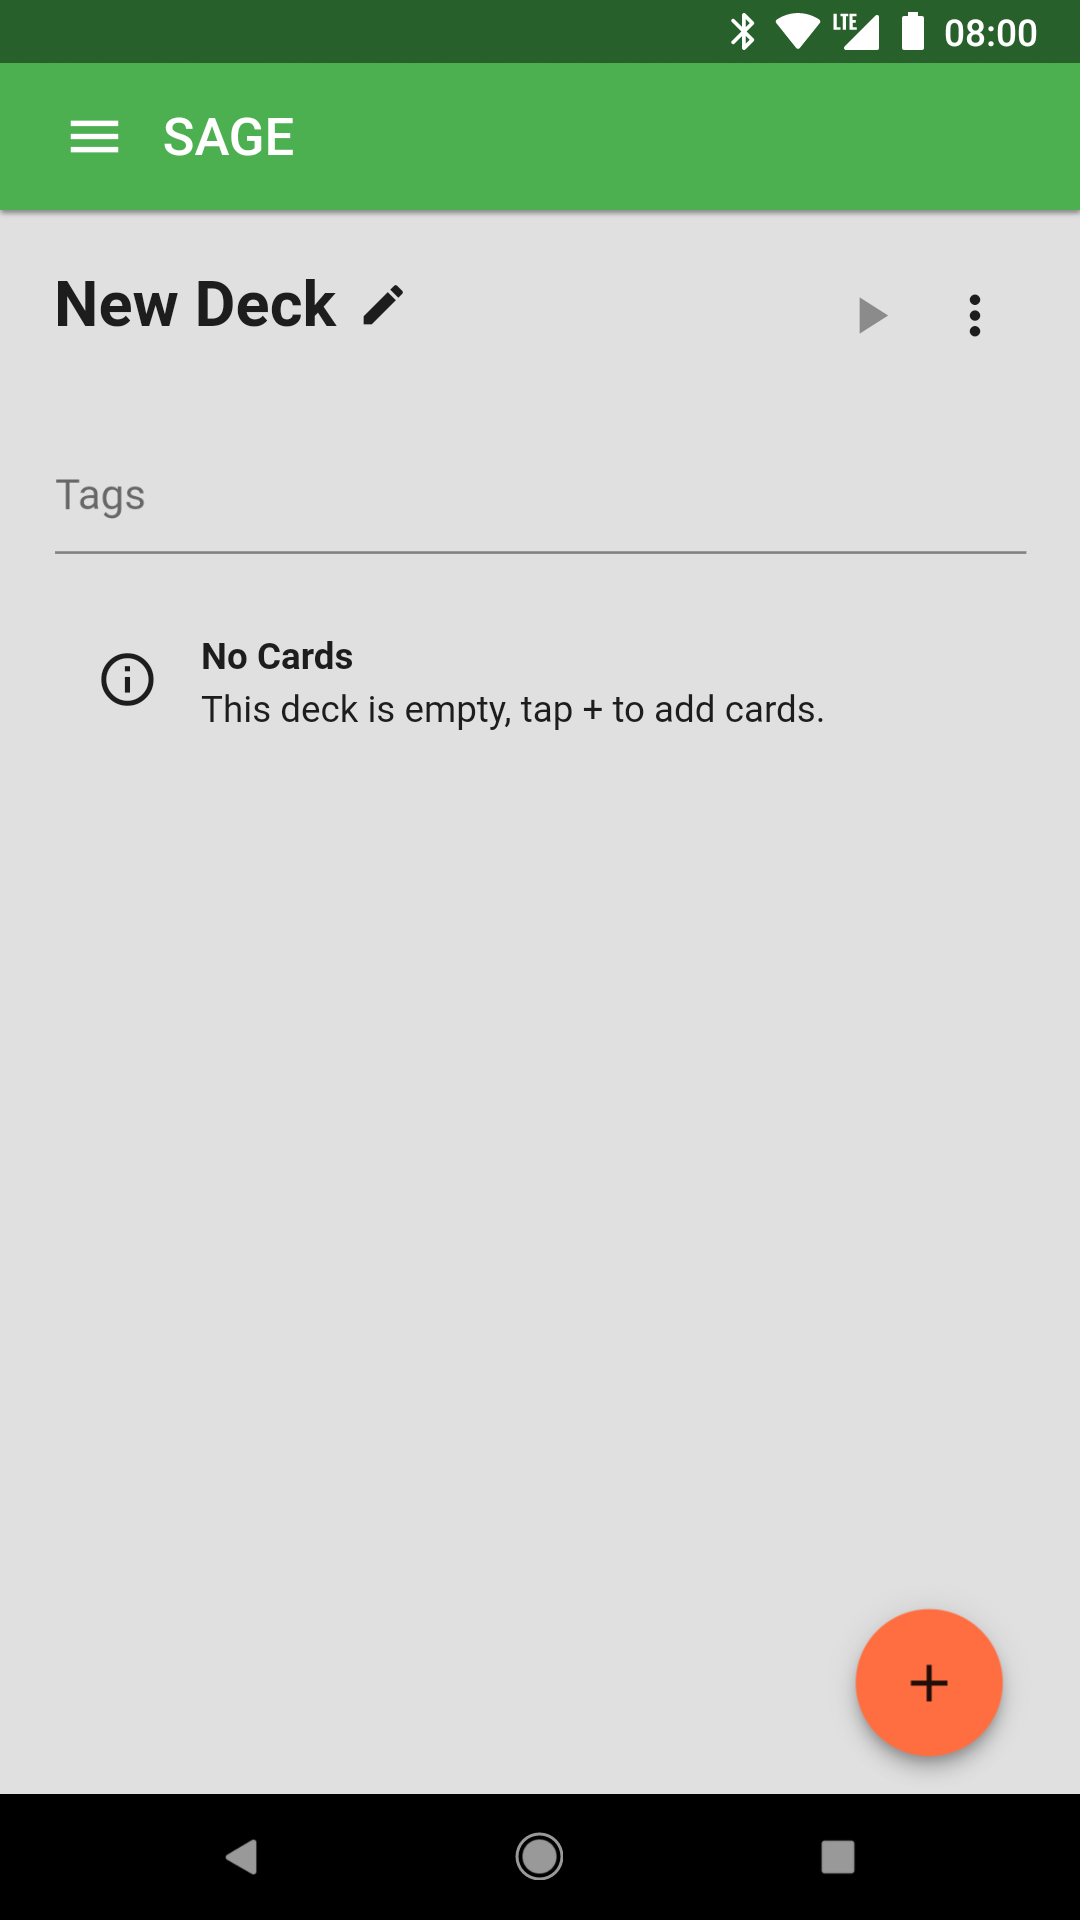 LTE 08:00
SAGE
New Deck
Tags
No Cards
This deck is empty, tap + to add cards.